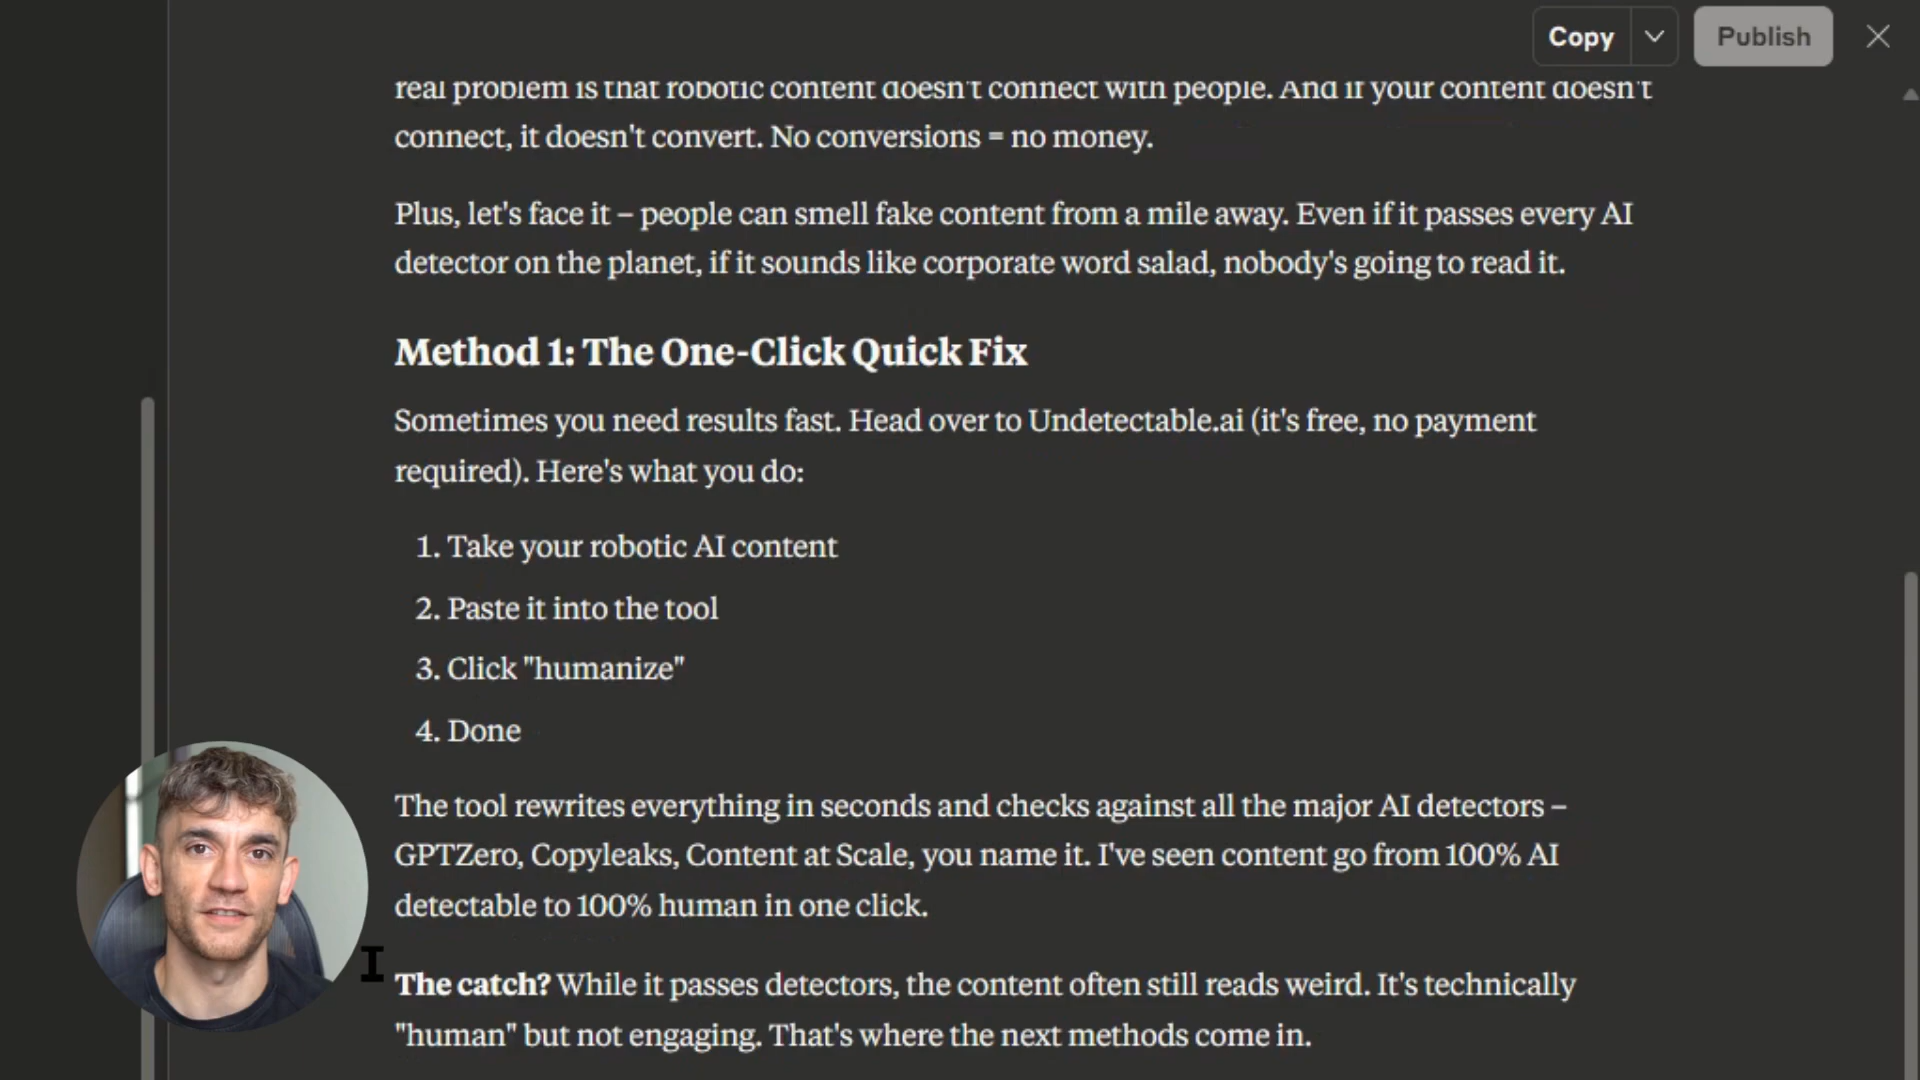 Copy
Publish
real problem is that robotic content doesn't connect with people. And if your content doesn't
connect, it doesn't convert. No conversions = no money.
Plus, let's face it – people can smell fake content from a mile away. Even if it passes every AI
detector on the planet, if it sounds like corporate word salad, nobody's going to read it.
Method 1: The One-Click Quick Fix
Sometimes you need results fast. Head over to Undetectable.ai (it's free, no payment
required). Here's what you do:
1. Take your robotic AI content
2. Paste it into the tool
3. Click "humanize"
4. Done
The tool rewrites everything in seconds and checks against all the major AI detectors –
GPTZero, Copyleaks, Content at Scale, you name it. I've seen content go from 100% AI
detectable to 100% human in one click.
The catch? While it passes detectors, the content often still reads weird. It's technically
"human" but not engaging. That's where the next methods come in.